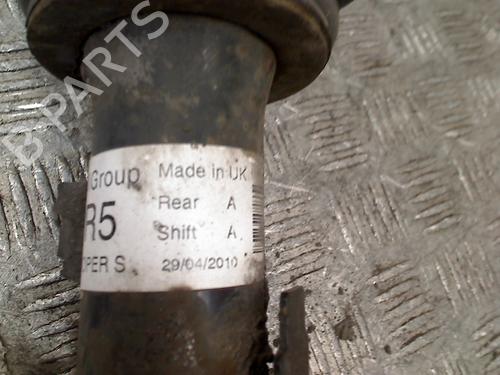 Group Made in UK
R5 Rear A
Shift A
PER S 29/04/2010
B-PARTS